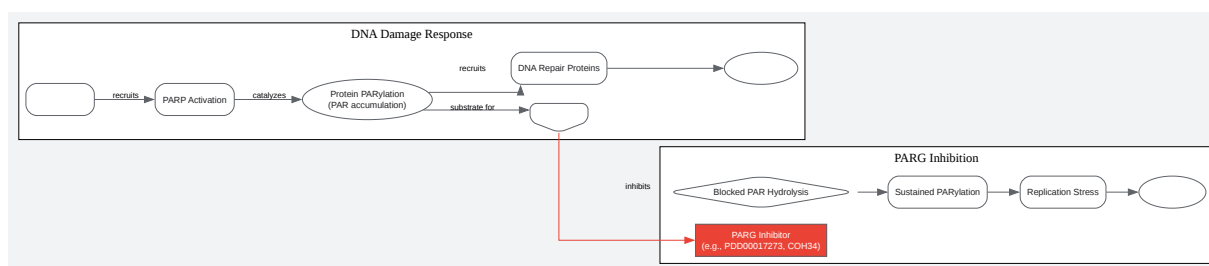 DNA Damage Response
recruits
PARP Activation
catalyzes
Protein PARylation
(PAR accumulation)
recruits
DNA Repair Proteins
substrate for
PARG Inhibition
inhibits
Blocked PAR Hydrolysis
Sustained PARylation
Replication Stress
PARG Inhibitor
(e.g., PDD00017273, COH34)